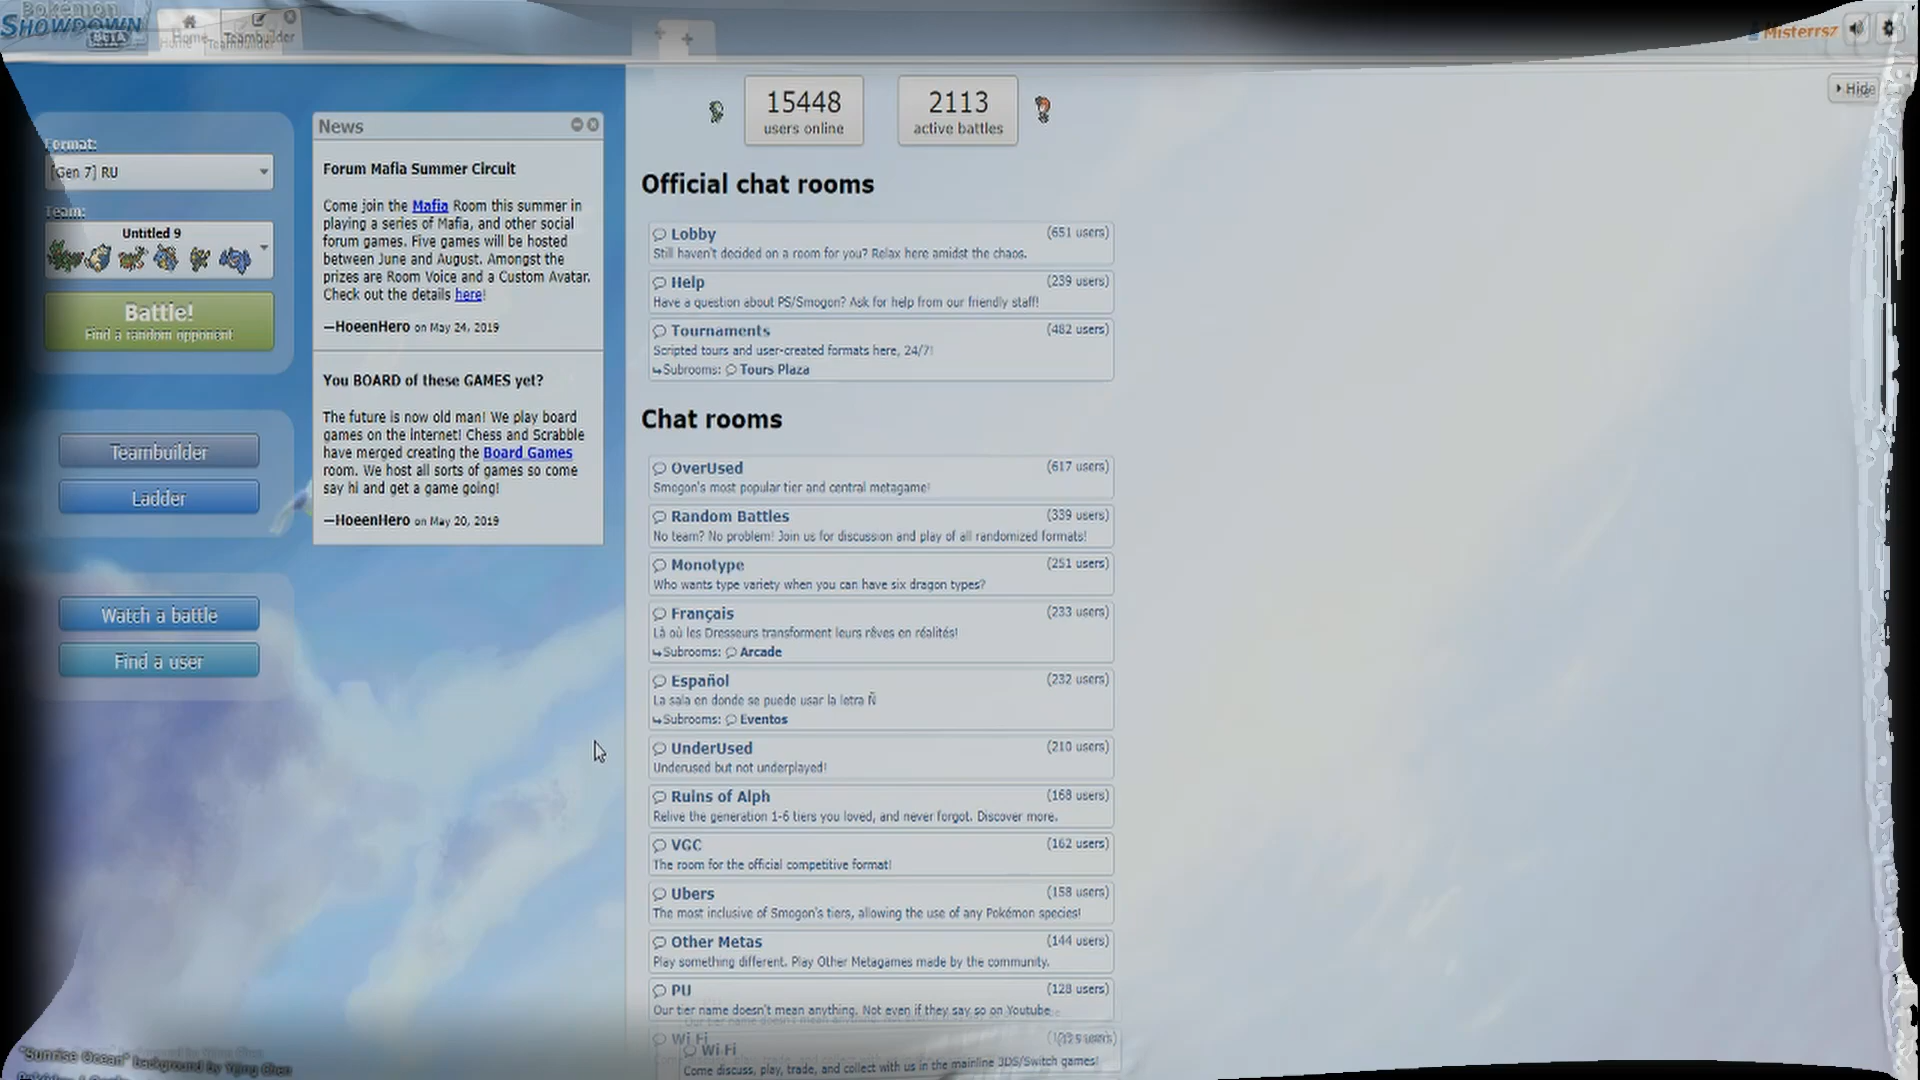 Pokémon
SHOWDOWN
BETA
Home
Teambuilder
+
Misterrsz
Format:
[Gen 7] RU
Team:
Untitled 9
Battle!
Find a random opponent
Teambuilder
Ladder
Watch a battle
Find a user
News
Forum Mafia Summer Circuit
Come join the Mafia Room this summer in
playing a series of Mafia, and other social
forum games. Five games will be hosted
between June and August. Amongst the
prizes are Room Voice and a Custom Avatar.
Check out the details here!
—HoeenHero on May 24, 2019
You BOARD of these GAMES yet?
The future is now old man! We play board
games on the internet! Chess and Scrabble
have merged creating the Board Games
room. We host all sorts of games so come
say hi and get a game going!
—HoeenHero on May 20, 2019
15448
users online
2113
active battles
Hide
Official chat rooms
Lobby (651 users)
Still haven't decided on a room for you? Relax here amidst the chaos.
Help (239 users)
Have a question about PS/Smogon? Ask for help from our friendly staff!
Tournaments (482 users)
Scripted tours and user-created formats here, 24/7!
Subrooms: Tours Plaza
Chat rooms
OverUsed (617 users)
Smogon's most popular tier and central metagame!
Random Battles (339 users)
No team? No problem! Join us for discussion and play of all randomized formats!
Monotype (251 users)
Who wants type variety when you can have six dragon types?
Français (233 users)
Là où les Dresseurs transforment leurs rêves en réalités!
Subrooms: Arcade
Español (232 users)
La sala en donde se puede usar la letra Ñ
Subrooms: Eventos
UnderUsed (210 users)
Underused but not underplayed!
Ruins of Alph (168 users)
Relive the generation 1-6 tiers you loved, and never forgot. Discover more.
VGC (162 users)
The room for the official competitive format!
Ubers (158 users)
The most inclusive of Smogon's tiers, allowing the use of any Pokémon species!
Other Metas (144 users)
Play something different. Play Other Metagames made by the community.
PU (128 users)
Our tier name doesn't mean anything. Not even if they say so on Youtube.
Wi-Fi
Come discuss, play, trade, and collect with us in the mainline 3DS/Switch games!
"Sunrise Ocean" background by Yijing Chen